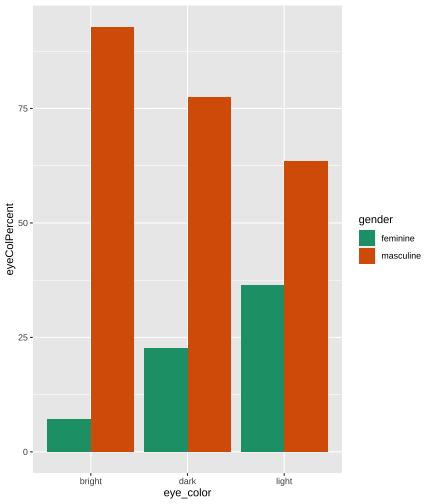 eyeColPercent
75
50
25
0
bright dark light
eye_color
gender
feminine
masculine